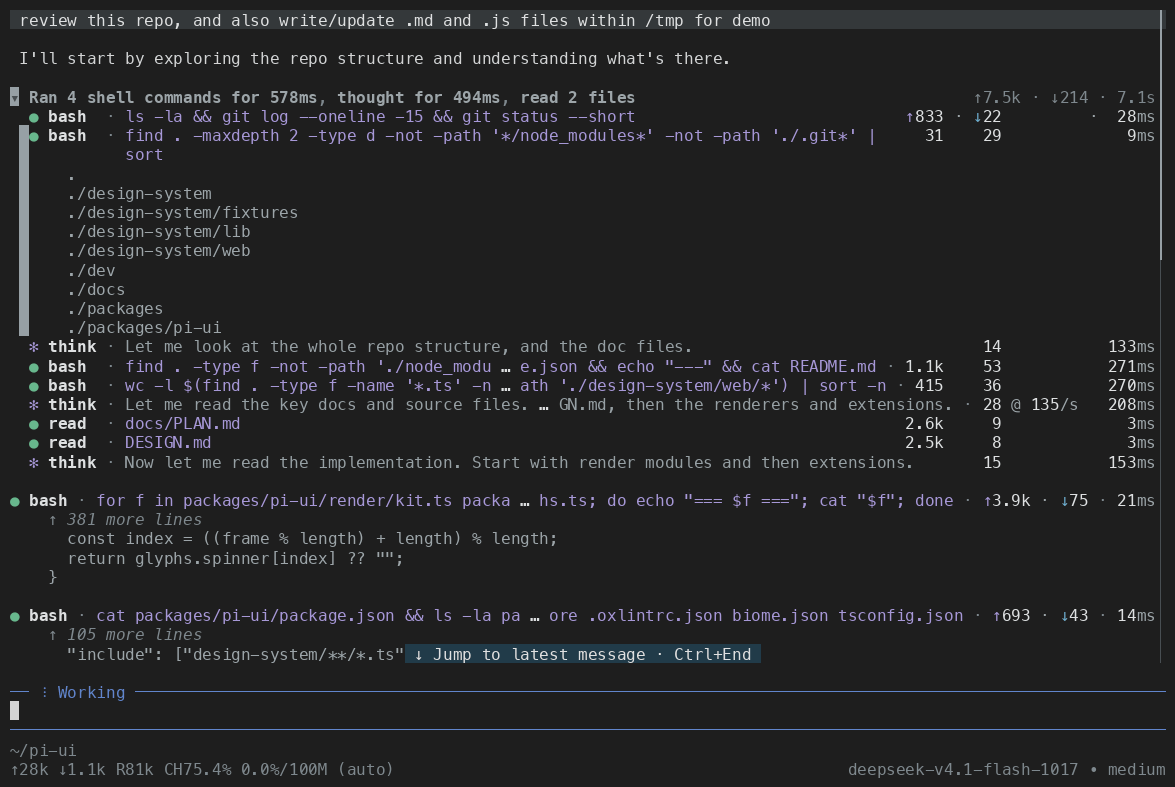 review this repo, and also write/update .md and .js files within /tmp for demo
I'll start by exploring the repo structure and understanding what's there.
▾ Ran 4 shell commands for 578ms, thought for 494ms, read 2 files ↑7.5k · ↓214 · 7.1s
● bash · ls -la && git log --oneline -15 && git status --short ↑833 · ↓22 · 28ms
● bash · find . -maxdepth 2 -type d -not -path '*/node_modules*' -not -path './.git*' | 31 29 9ms
sort
.
./design-system
./design-system/fixtures
./design-system/lib
./design-system/web
./dev
./docs
./packages
./packages/pi-ui
✻ think · Let me look at the whole repo structure, and the doc files. 14 133ms
● bash · find . -type f -not -path './node_modu … e.json && echo "---" && cat README.md · 1.1k 53 271ms
● bash · wc -l $(find . -type f -name '*.ts' -n … ath './design-system/web/*') | sort -n · 415 36 270ms
✻ think · Let me read the key docs and source files. … GN.md, then the renderers and extensions. · 28 @ 135/s 208ms
● read · docs/PLAN.md 2.6k 9 3ms
● read · DESIGN.md 2.5k 8 3ms
✻ think · Now let me read the implementation. Start with render modules and then extensions. 15 153ms
● bash · for f in packages/pi-ui/render/kit.ts packa … hs.ts; do echo "=== $f ==="; cat "$f"; done · ↑3.9k · ↓75 · 21ms
↑ 381 more lines
const index = ((frame % length) + length) % length;
return glyphs.spinner[index] ?? "";
}
● bash · cat packages/pi-ui/package.json && ls -la pa … ore .oxlintrc.json biome.json tsconfig.json · ↑693 · ↓43 · 14ms
↑ 105 more lines
"include": ["design-system/**/*.ts" ↓ Jump to latest message · Ctrl+End
⁝ Working
~/pi-ui
↑28k ↓1.1k R81k CH75.4% 0.0%/100M (auto) deepseek-v4.1-flash-1017 • medium